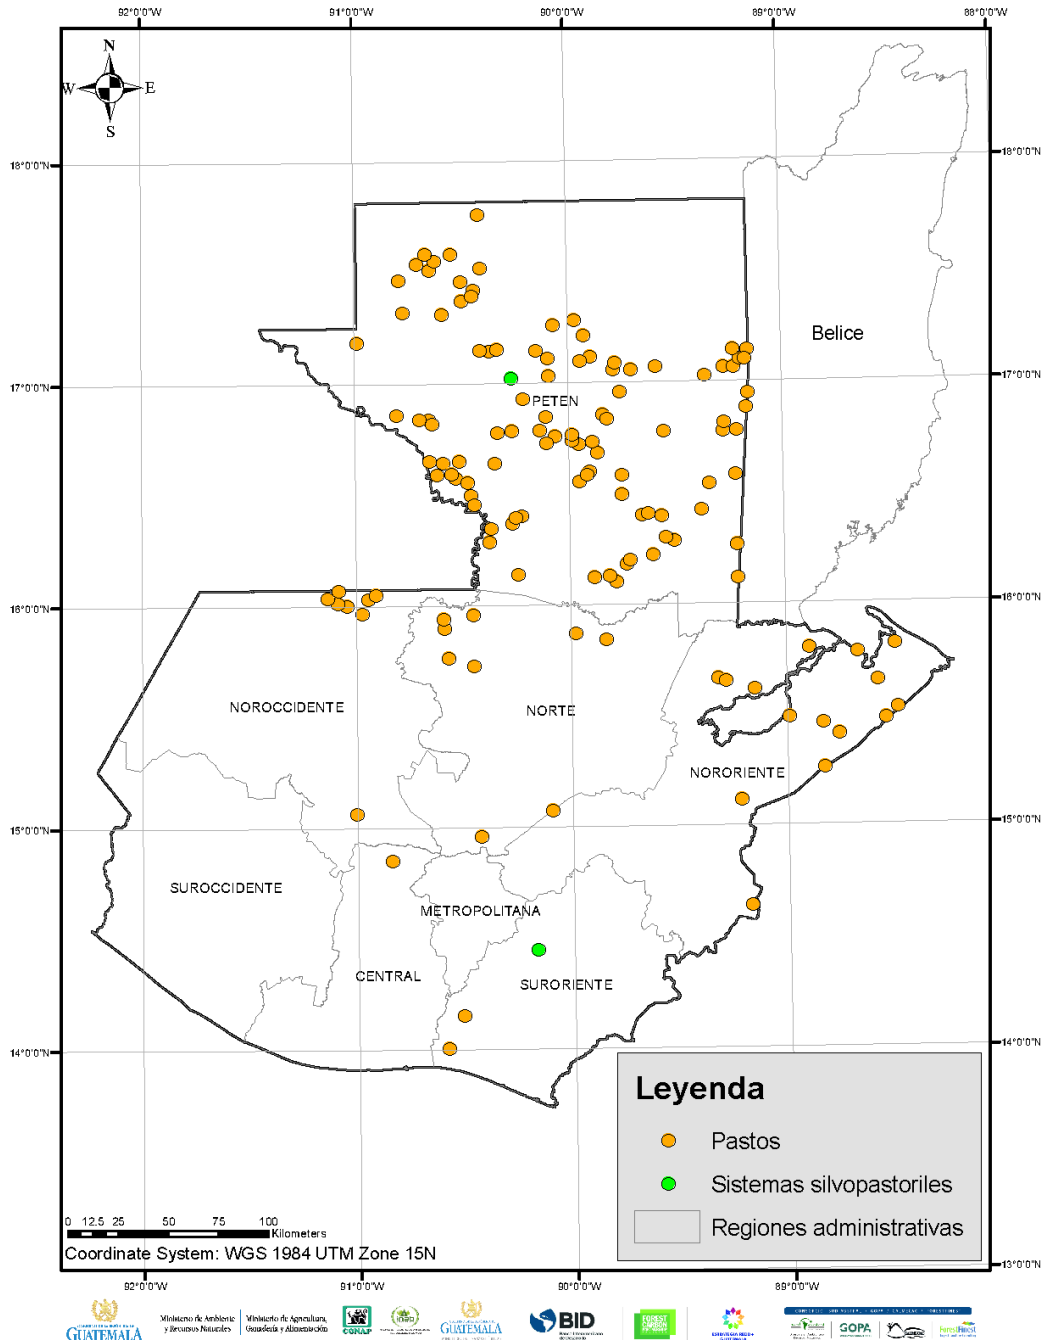 92°0'0"W 91°0'0"W 90°0'0"W 89°0'0"W 88°0'0"W
N
W E
S
18°0'0"N 18°0'0"N
Belice
17°0'0"N 17°0'0"N
PETEN
16°0'0"N 16°0'0"N
NOROCCIDENTE
NORTE
NORORIENTE
15°0'0"N 15°0'0"N
SUROCCIDENTE
METROPOLITANA
CENTRAL
SURORIENTE
14°0'0"N 14°0'0"N
Leyenda
Pastos
Sistemas silvopastoriles
Regiones administrativas
0 12.5 25 50 75 100
Kilometers
Coordinate System: WGS 1984 UTM Zone 15N
13°0'0"N
92°0'0"W 91°0'0"W 90°0'0"W 89°0'0"W
GUATEMALA
Ministerio de Ambiente
y Recursos Naturales
Ministerio de Agricultura,
Ganadería y Alimentación
CONAP
GUATEMALA
BID
FOREST
CARBON
GOPA